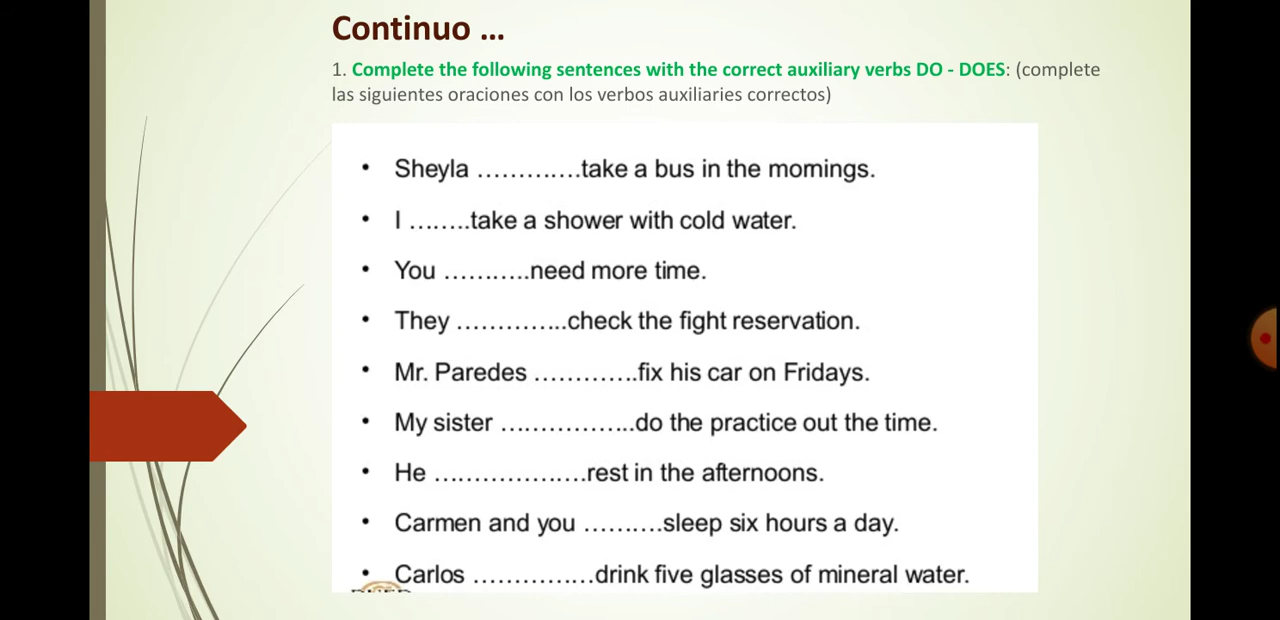 Continuo ...
1. Complete the following sentences with the correct auxiliary verbs DO - DOES: (complete
las siguientes oraciones con los verbos auxiliaries correctos)
• Sheyla .............take a bus in the mornings.
• I ........take a shower with cold water.
• You ...........need more time.
• They ..............check the fight reservation.
• Mr. Paredes .............fix his car on Fridays.
• My sister .................do the practice out the time.
• He ...................rest in the afternoons.
• Carmen and you ..........sleep six hours a day.
• Carlos ...............drink five glasses of mineral water.